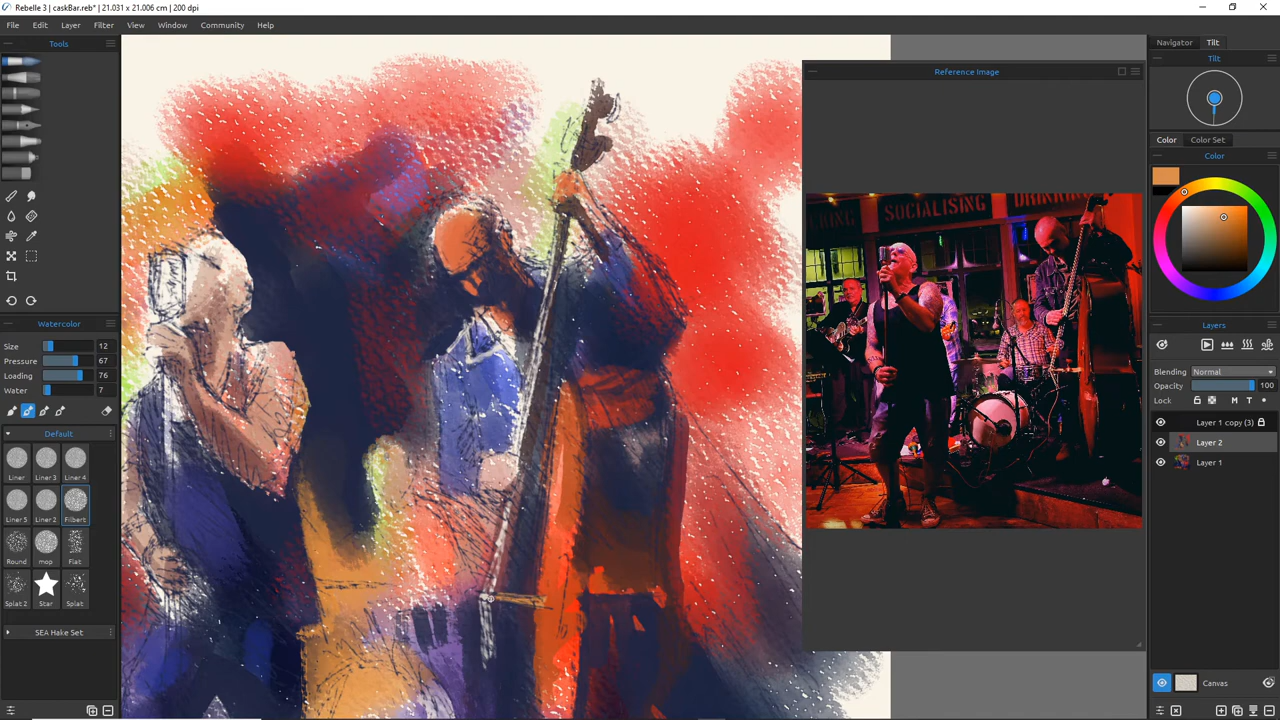 Rebelle 3 | caskBar.reb* | 21.031 x 21.006 cm | 200 dpi
File Edit Layer Filter View Window Community Help
Tools
Watercolor
Size 12
Pressure 67
Loading 76
Water 7
Default
Liner Liner 3 Liner 4
Liner 5 Liner 2 Filbert
Round mop Flat
Splat 2 Star Splat
SEA Hake Set
Reference Image
SOCIALISING
DRINKING
Navigator Tilt
Tilt
Color Color Set
Color
Layers
Blending Normal
Opacity 100
Lock M T
Layer 1 copy (3)
Layer 2
Layer 1
Canvas